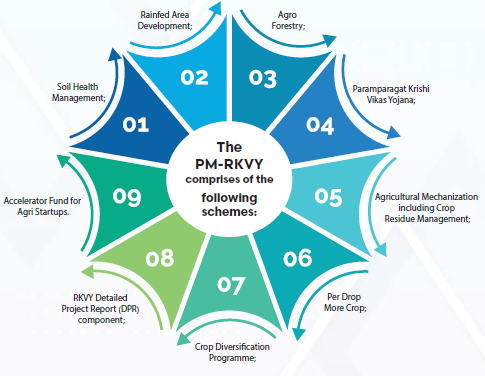 The
PM-RKVY
comprises of the
following
schemes:
01
Soil Health
Management;
02
Rainfed Area
Development;
03
Agro
Forestry;
04
Paramparagat Krishi
Vikas Yojana;
05
Agricultural Mechanization
including Crop
Residue Management;
06
Per Drop
More Crop;
07
Crop Diversification
Programme;
08
RKVY Detailed
Project Report (DPR)
component;
09
Accelerator Fund for
Agri Startups.